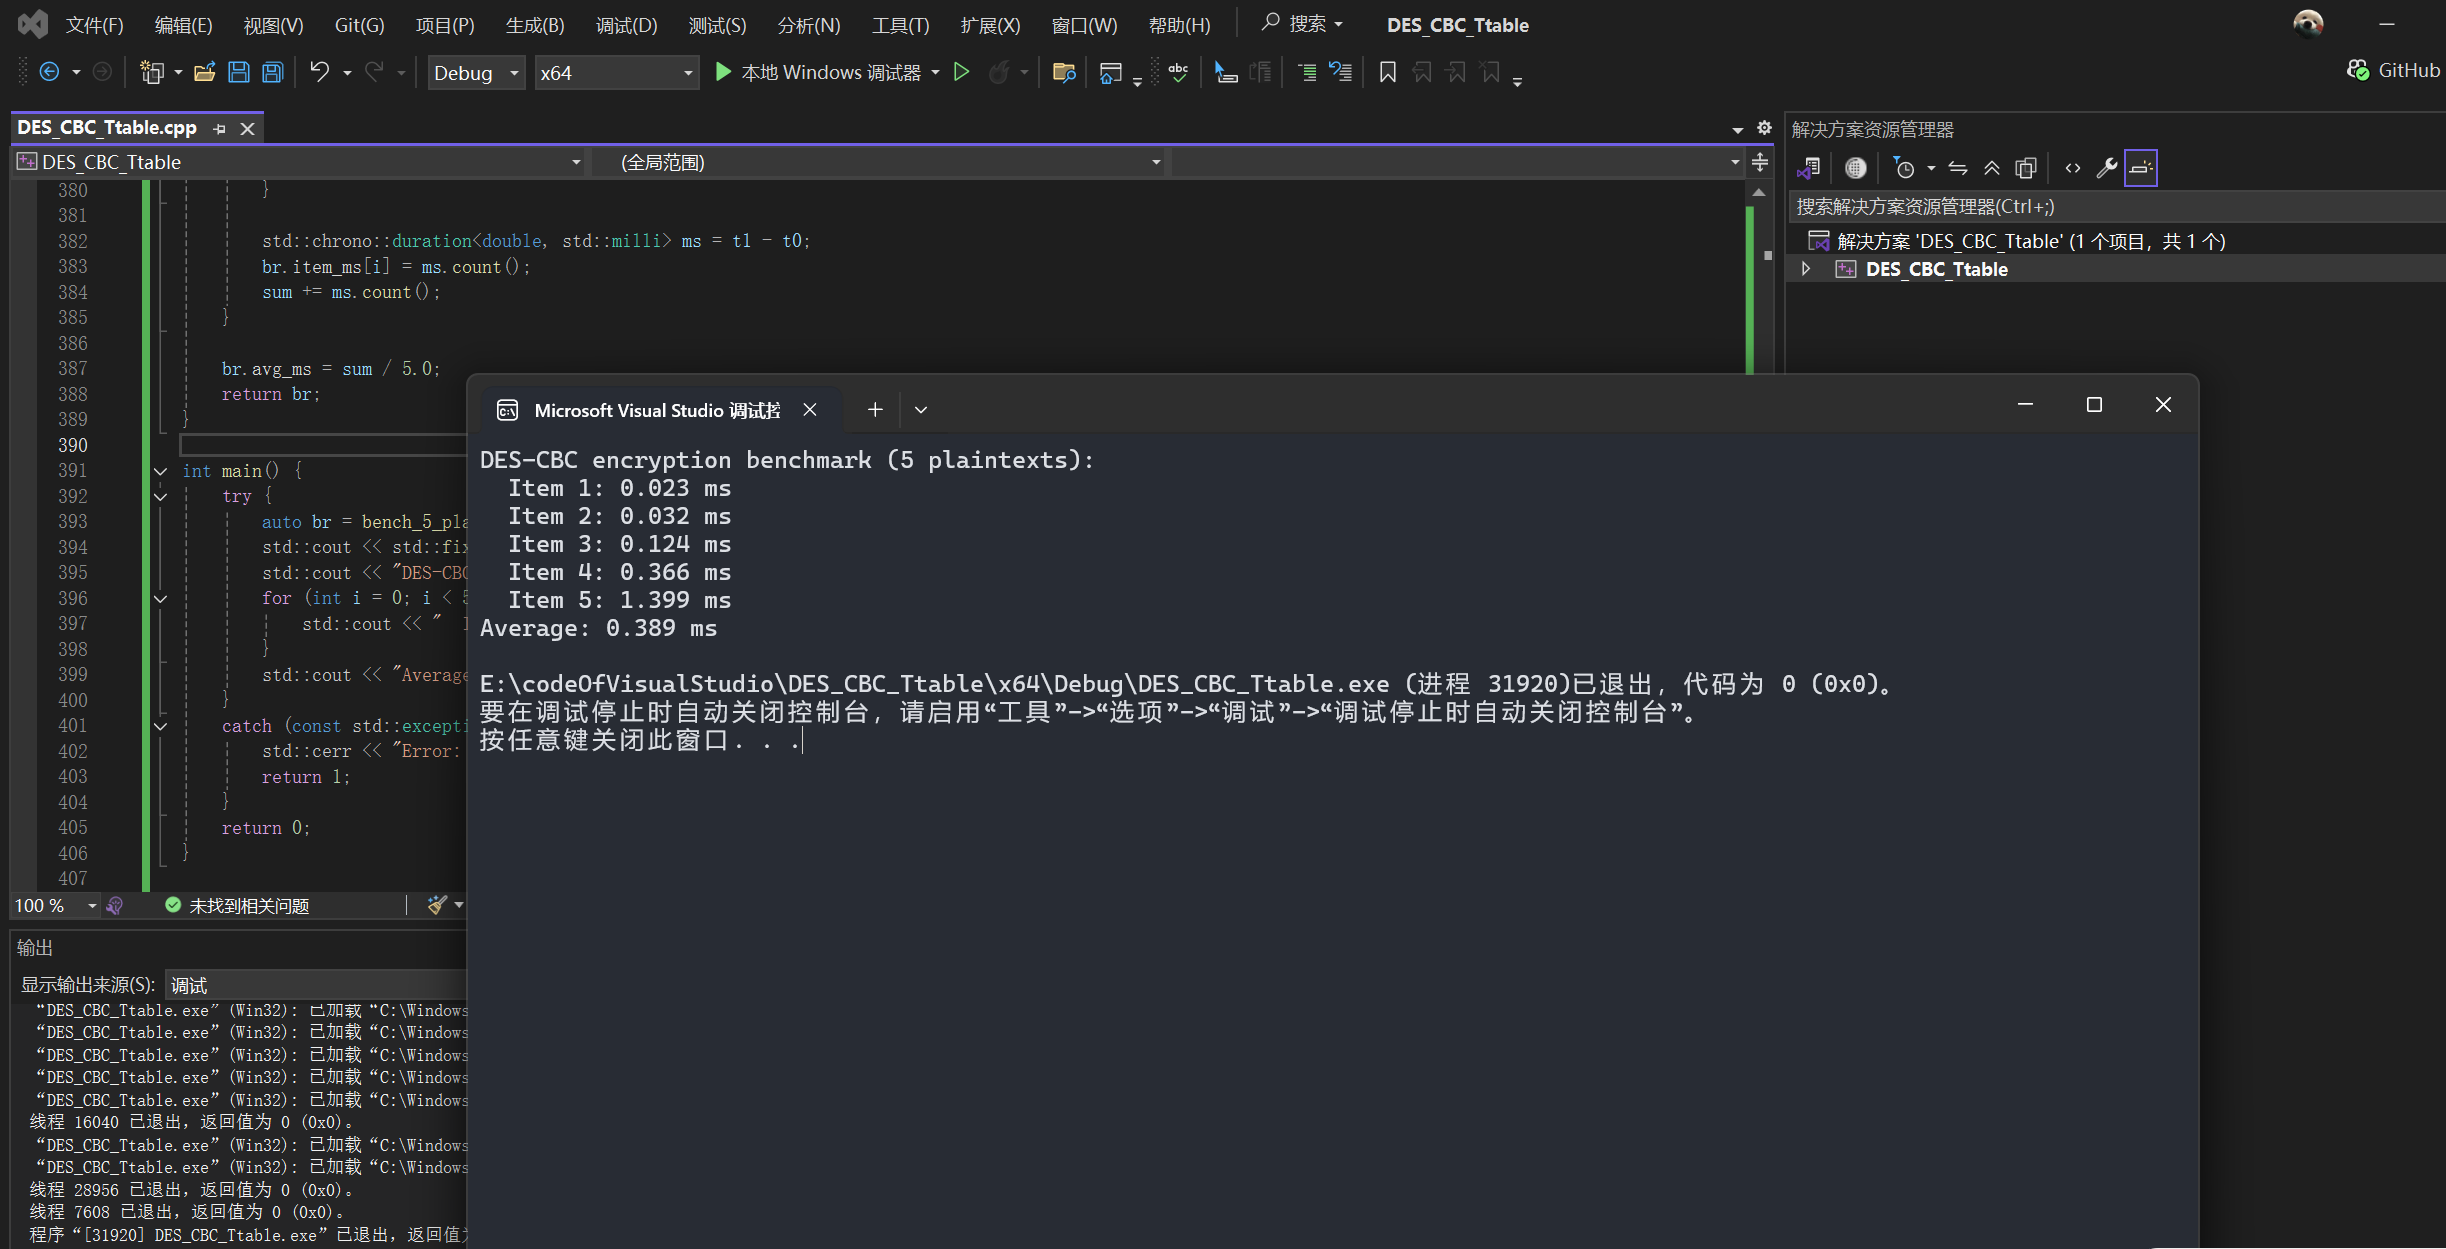 文件(F) 编辑(E) 视图(V) Git(G) 项目(P) 生成(B) 调试(D) 测试(S) 分析(N) 工具(T) 扩展(X) 窗口(W) 帮助(H) 搜索 DES_CBC_Ttable
Debug x64 本地 Windows 调试器 GitHub
DES_CBC_Ttable.cpp
DES_CBC_Ttable (全局范围)
380 }
381
382 std::chrono::duration<double, std::milli> ms = t1 - t0;
383 br.item_ms[i] = ms.count();
384 sum += ms.count();
385 }
386
387 br.avg_ms = sum / 5.0;
388 return br;
389 }
390
391 int main() {
392 try {
393 auto br = bench_5_pla
394 std::cout << std::fix
395 std::cout << "DES-CBC
396 for (int i = 0; i < 5
397 std::cout << "
398 }
399 std::cout << "Average
400 }
401 catch (const std::excepti
402 std::cerr << "Error:
403 return 1;
404 }
405 return 0;
406 }
407
100 % 未找到相关问题
输出
显示输出来源(S): 调试
“DES_CBC_Ttable.exe”(Win32): 已加载“C:\Windows
“DES_CBC_Ttable.exe”(Win32): 已加载“C:\Windows
“DES_CBC_Ttable.exe”(Win32): 已加载“C:\Windows
“DES_CBC_Ttable.exe”(Win32): 已加载“C:\Windows
“DES_CBC_Ttable.exe”(Win32): 已加载“C:\Windows
线程 16040 已退出，返回值为 0 (0x0)。
“DES_CBC_Ttable.exe”(Win32): 已加载“C:\Windows
“DES_CBC_Ttable.exe”(Win32): 已加载“C:\Windows
线程 28956 已退出，返回值为 0 (0x0)。
线程 7608 已退出，返回值为 0 (0x0)。
程序“[31920] DES_CBC_Ttable.exe”已退出，返回值
Microsoft Visual Studio 调试控
DES-CBC encryption benchmark (5 plaintexts):
Item 1: 0.023 ms
Item 2: 0.032 ms
Item 3: 0.124 ms
Item 4: 0.366 ms
Item 5: 1.399 ms
Average: 0.389 ms
E:\codeOfVisualStudio\DES_CBC_Ttable\x64\Debug\DES_CBC_Ttable.exe (进程 31920)已退出，代码为 0 (0x0)。
要在调试停止时自动关闭控制台，请启用“工具”->“选项”->“调试”->“调试停止时自动关闭控制台”。
按任意键关闭此窗口. . .
解决方案资源管理器
搜索解决方案资源管理器(Ctrl+;)
解决方案 'DES_CBC_Ttable' (1 个项目，共 1 个)
DES_CBC_Ttable